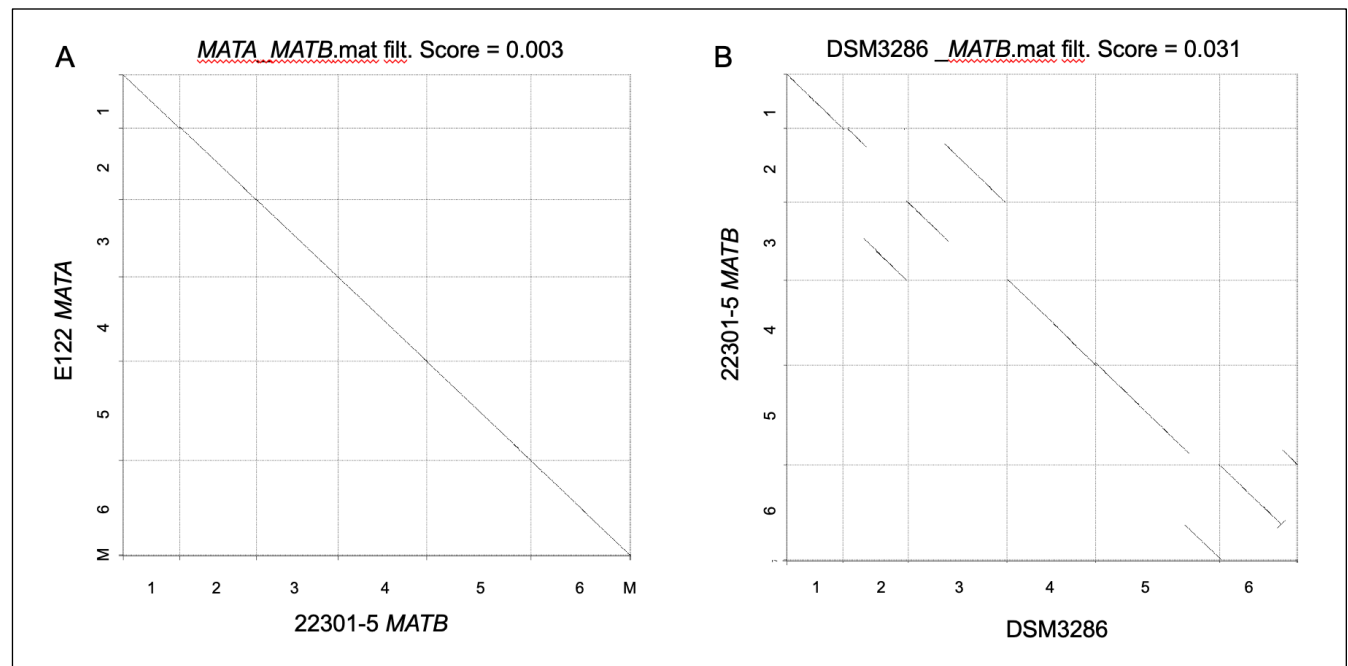 A
MATA_MATB.mat filt. Score = 0.003
E122 MATA
1
2
3
4
5
6
M
1 2 3 4 5 6 M
22301-5 MATB
B
DSM3286 _MATB.mat filt. Score = 0.031
22301-5 MATB
1
2
3
4
5
6
1 2 3 4 5 6
DSM3286